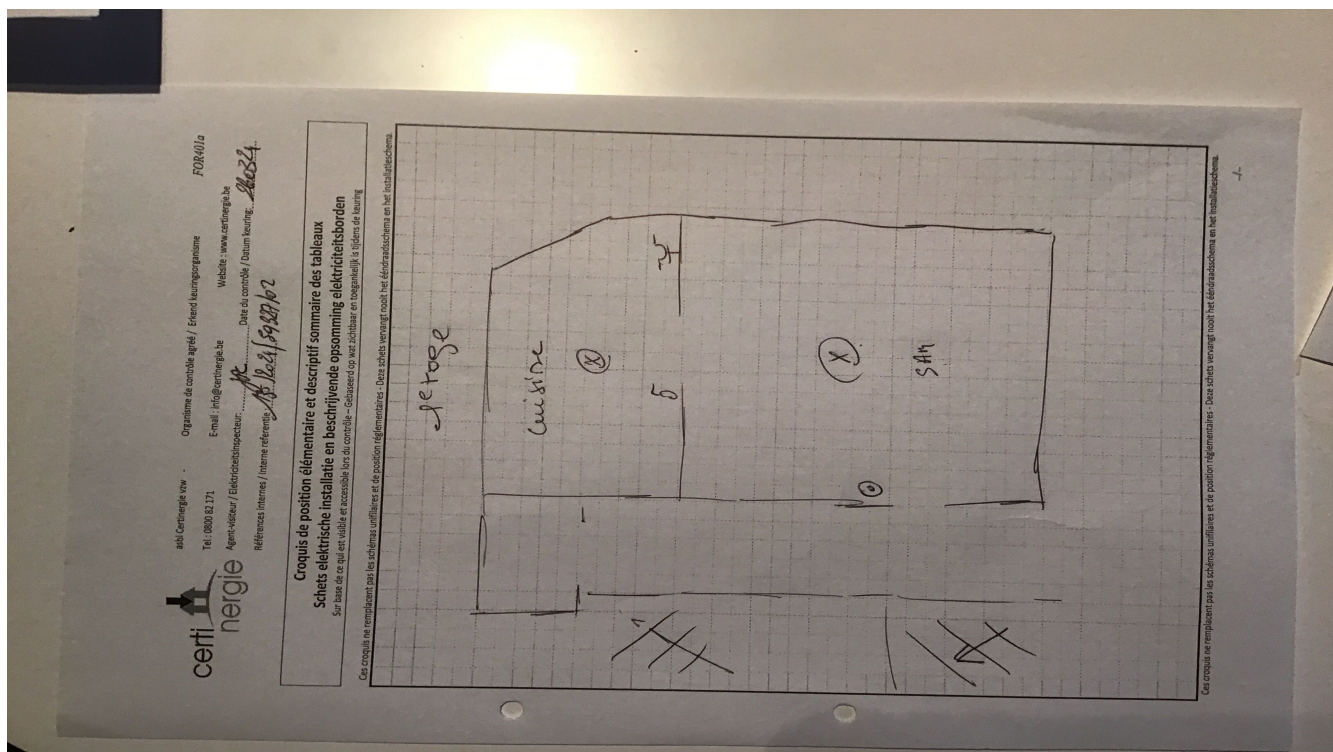 certinergie
asbl Certinergie vzw - Organisme de contrôle agréé / Erkend keuringsorganisme FOR401a
Tel : 0800 82 171 E-mail : info@certinergie.be Website : www.certinergie.be
Agent-visiteur / Elektriciteitsinspecteur: Date du contrôle / Datum keuring:
Références internes / Interne referentie
Croquis de position élémentaire et descriptif sommaire des tableaux
Schets elektrische installatie en beschrijvende opsomming elektriciteitsborden
Sur base de ce qui est visible et accessible lors du contrôle – Gebaseerd op wat zichtbaar en toegankelijk is tijdens de keuring
Ces croquis ne remplacent pas les schémas unifilaires et de position réglementaires - Deze schets vervangt nooit het ééndraadsschema en het installatieschema.
Cuisine
SAM
Ces croquis ne remplacent pas les schémas unifilaires et de position réglementaires - Deze schets vervangt nooit het ééndraadsschema en het installatieschema.